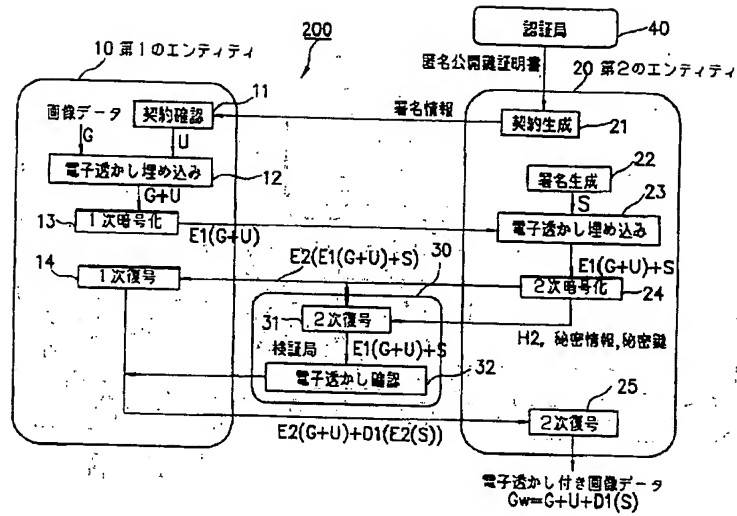 200
認証局
40
10 第1のエンティティ
匿名公開鍵証明書
20 第2のエンティティ
画像データ
契約確認
11
署名情報
契約生成
21
G
U
電子透かし埋め込み
12
署名生成
22
S
23
G+U
13
1次暗号化
E1(G+U)
電子透かし埋め込み
E2(E1(G+U)+S)
E1(G+U)+S
14
1次復号
30
2次暗号化
24
31
2次復号
H2, 秘密情報,秘密鍵
検証局
E1(G+U)+S
電子透かし確認
32
25
2次復号
E2(G+U)+D1(E2(S))
電子透かし付き画像データ
Gw=G+U+D1(S)